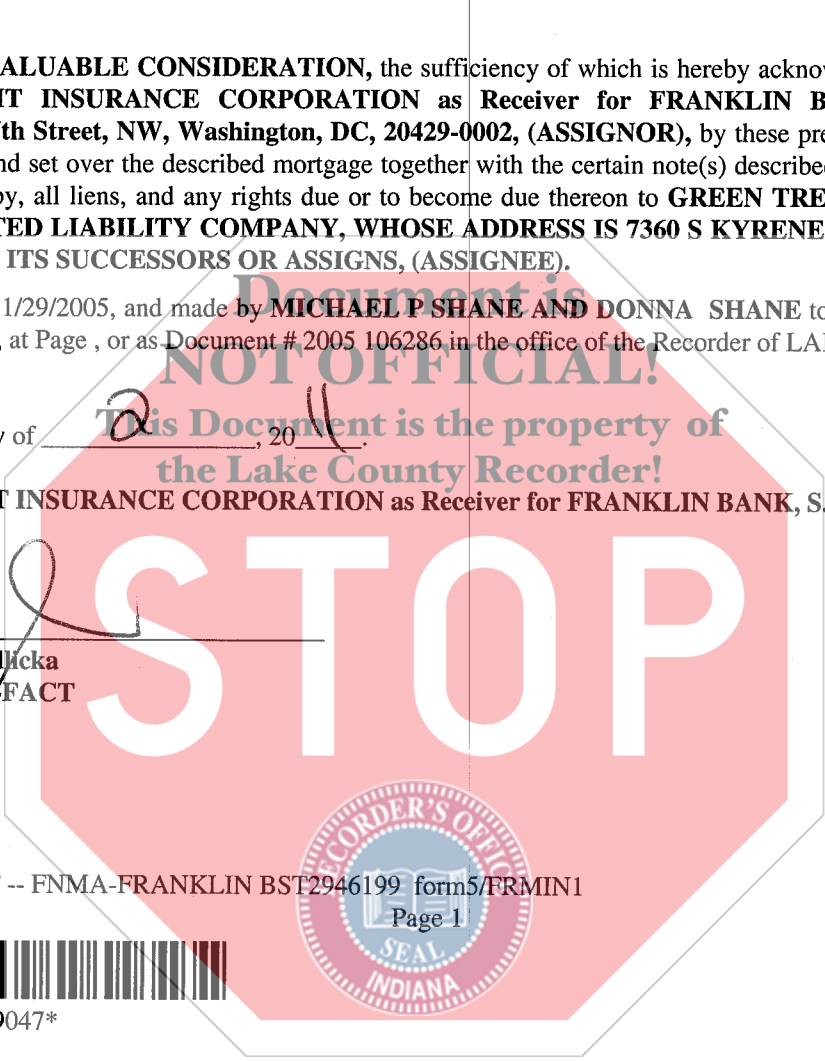 ALUABLE CONSIDERATION, the sufficiency of which is hereby acknov
IT INSURANCE CORPORATION as Receiver for FRANKLIN B
7th Street, NW, Washington, DC, 20429-0002, (ASSIGNOR), by these pre
nd set over the described mortgage together with the certain note(s) describe
by, all liens, and any rights due or to become due thereon to GREEN TRE
TED LIABILITY COMPANY, WHOSE ADDRESS IS 7360 S KYRENE
ITS SUCCESSORS OR ASSIGNS, (ASSIGNEE).
Document is
1/29/2005, and made by MICHAEL P SHANE AND DONNA SHANE to
, at Page , or as Document # 2005 106286 in the office of the Recorder of LA
NOT OFFICIAL!
This Document is the property of
y of 2, 2011.
the Lake County Recorder!
T INSURANCE CORPORATION as Receiver for FRANKLIN BANK, S.
STOP
licka
-FACT
RECORDER'S OFFICE
-- FNMA-FRANKLIN BST2946199 form5/FRMIN1
Page 1
SEAL
INDIANA
9047*